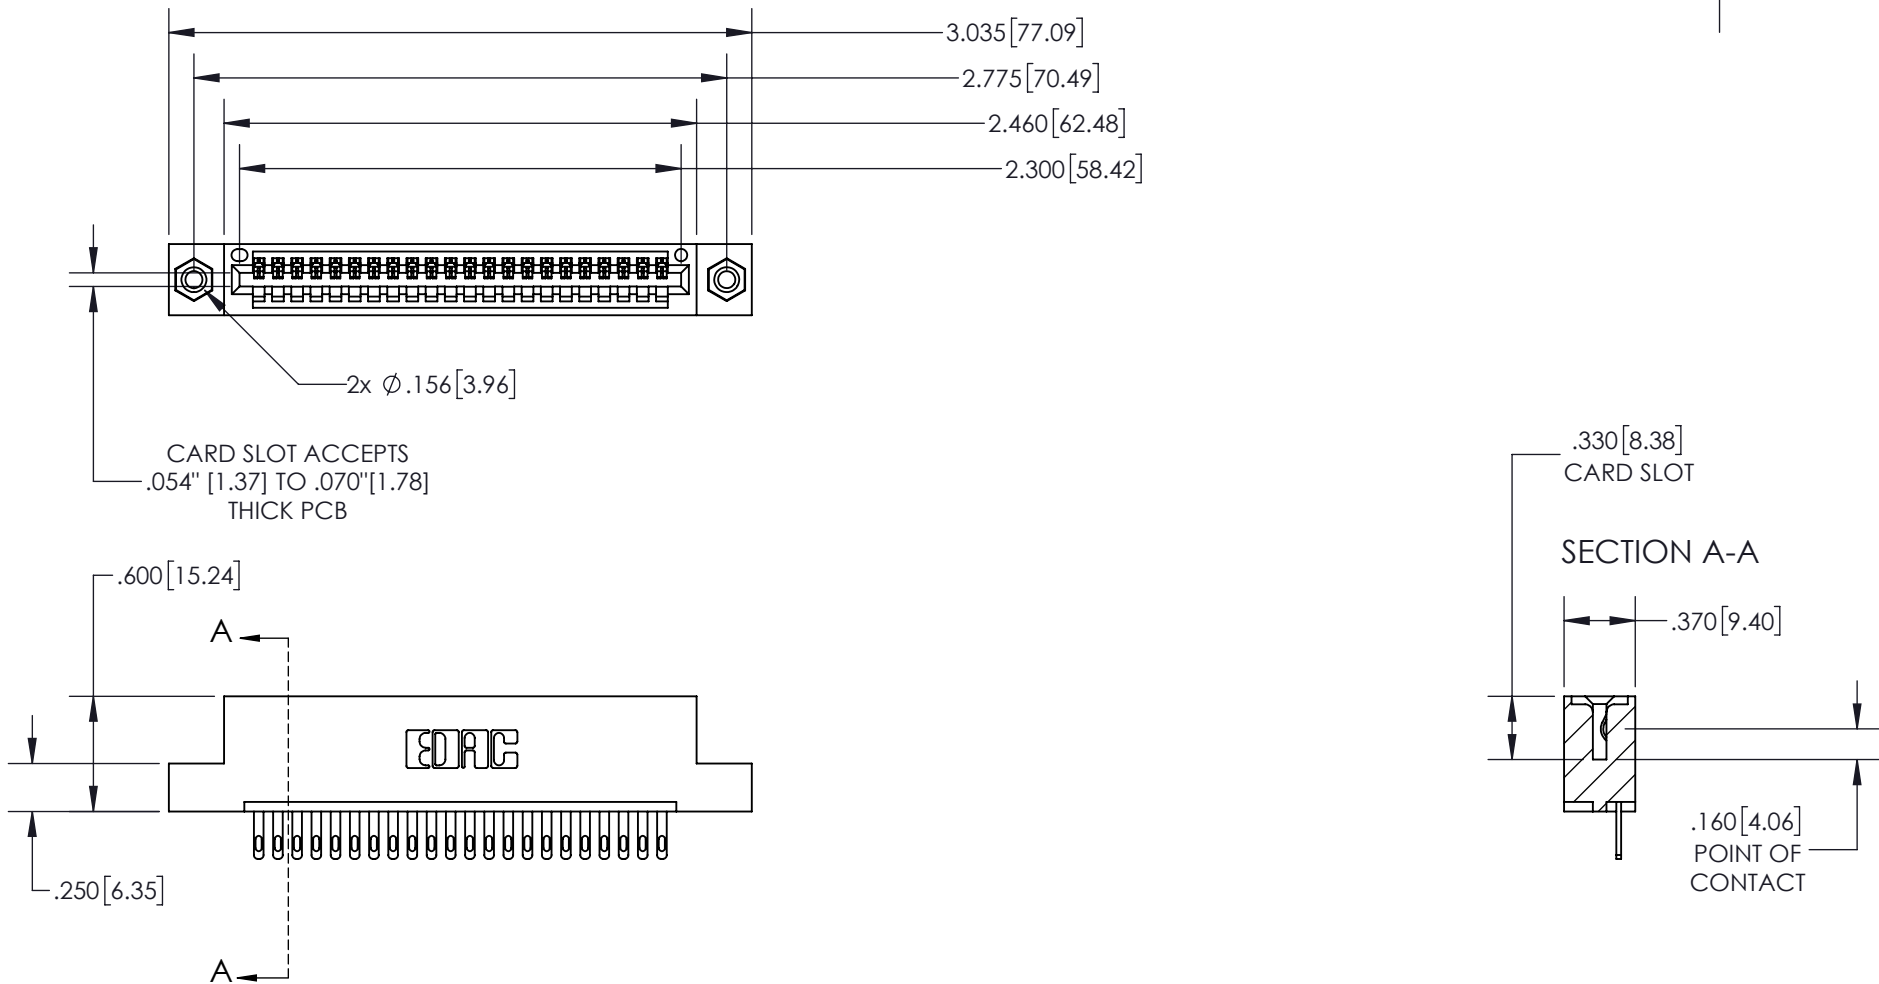 3.035[77.09]
2.775[70.49]
2.460[62.48]
2.300[58.42]
2x ∅.156[3.96]
CARD SLOT ACCEPTS
.054" [1.37] TO .070"[1.78]
THICK PCB
.330[8.38]
CARD SLOT
SECTION A-A
.600[15.24]
.370[9.40]
A
EDAC
.160[4.06]
POINT OF
CONTACT
.250[6.35]
A